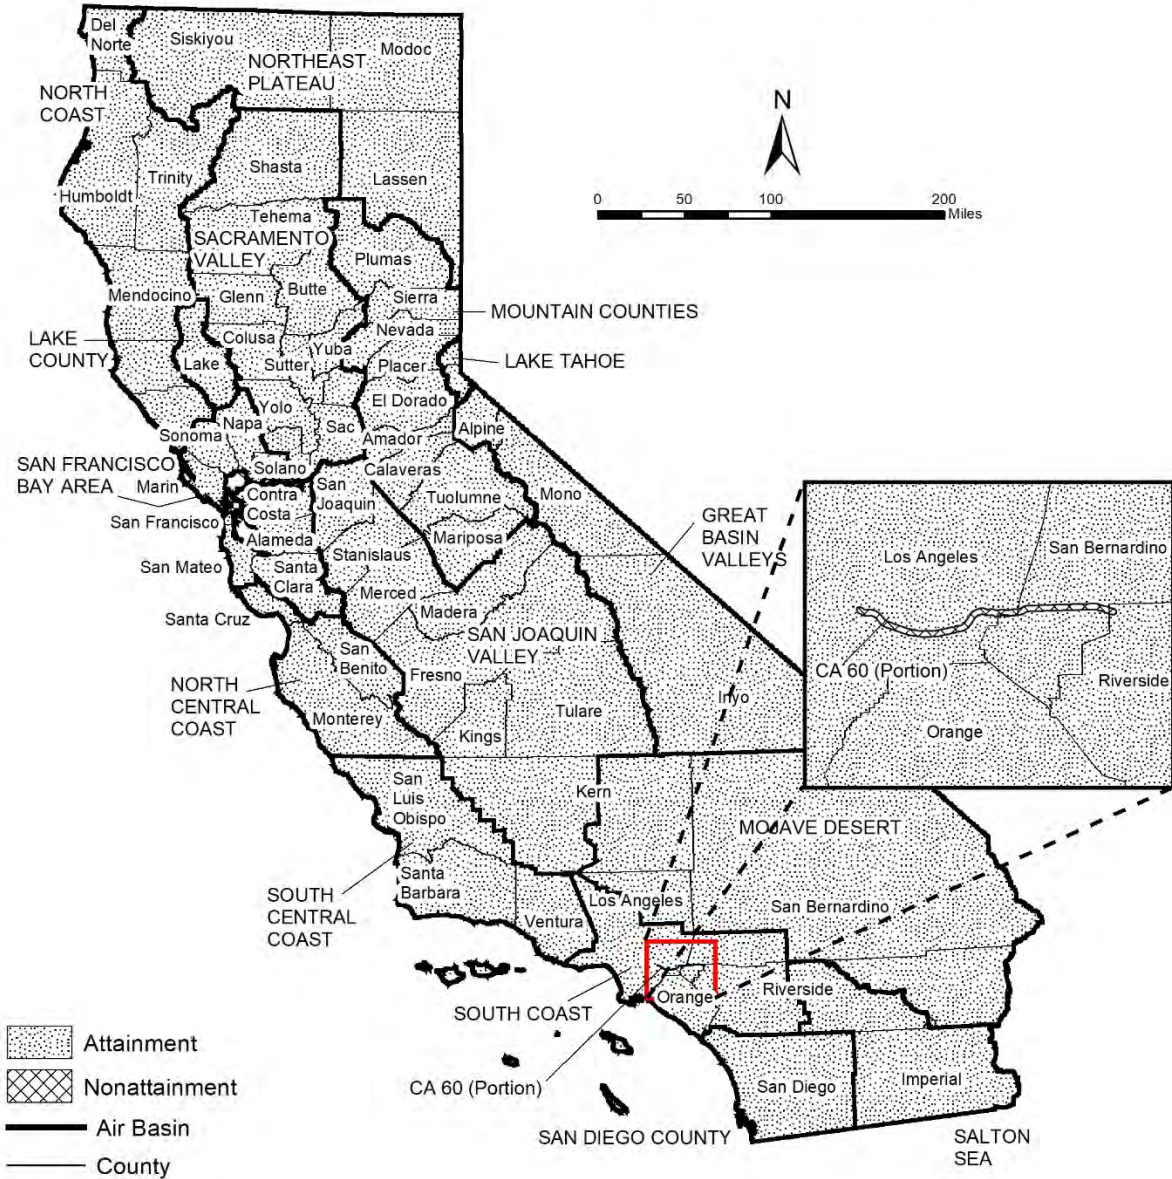 Del
Norte
Siskiyou
Modoc
NORTHEAST
PLATEAU
NORTH
COAST
N
Shasta
Trinity
Lassen
Humboldt
0 50 100 200
Miles
Tehema
SACRAMENTO
VALLEY
Plumas
Butte
Mendocino
Glenn
Sierra
MOUNTAIN COUNTIES
Nevada
LAKE
COUNTY
Colusa
Yuba
Lake
Sutter
Placer
LAKE TAHOE
El Dorado
Yolo
Napa
Sac
Alpine
Sonoma
Amador
SAN FRANCISCO
BAY AREA
Solano
Calaveras
Marin
Contra
Costa
San
Joaquin
Tuolumne
Mono
San Francisco
GREAT
BASIN
VALLEYS
Alameda
Mariposa
Stanislaus
San Mateo
Santa
Clara
Merced
Madera
Santa Cruz
SAN JOAQUIN
VALLEY
San
Benito
Fresno
NORTH
CENTRAL
COAST
Inyo
Monterey
Tulare
Kings
Los Angeles
San Bernardino
CA 60 (Portion)
Riverside
Orange
San
Luis
Obispo
Kern
MOJAVE DESERT
Santa
Barbara
SOUTH
CENTRAL
COAST
Los Angeles
San Bernardino
Ventura
Riverside
Orange
SOUTH COAST
CA 60 (Portion)
San Diego
Imperial
SAN DIEGO COUNTY
SALTON
SEA
Attainment
Nonattainment
Air Basin
County